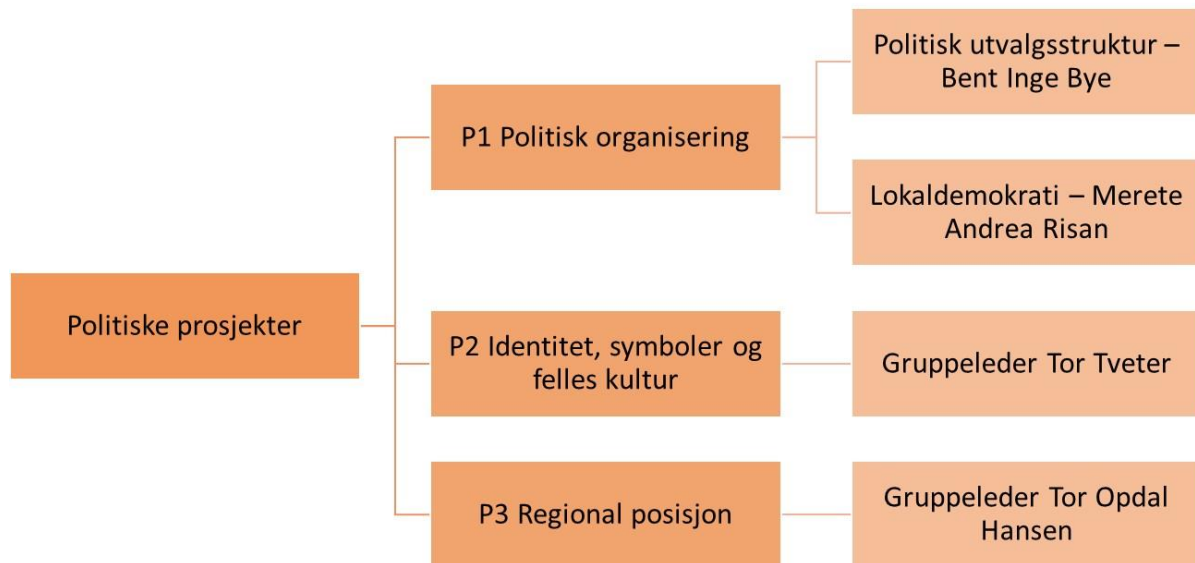 Politiske prosjekter
P1 Politisk organisering
Politisk utvalgsstruktur –
Bent Inge Bye
Lokaldemokrati – Merete
Andrea Risan
P2 Identitet, symboler og
felles kultur
Gruppeleder Tor Tveter
P3 Regional posisjon
Gruppeleder Tor Opdal
Hansen